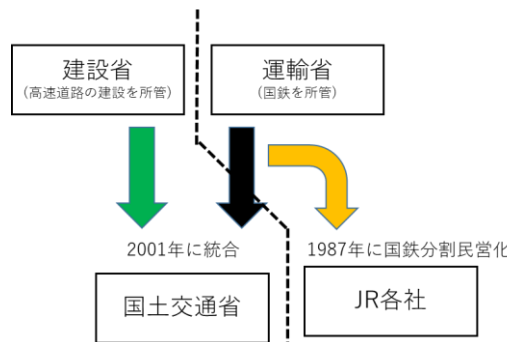 建設省
(高速道路の建設を所管)
運輸省
(国鉄を所管)
2001年に統合
1987年に国鉄分割民営化
国土交通省
JR各社